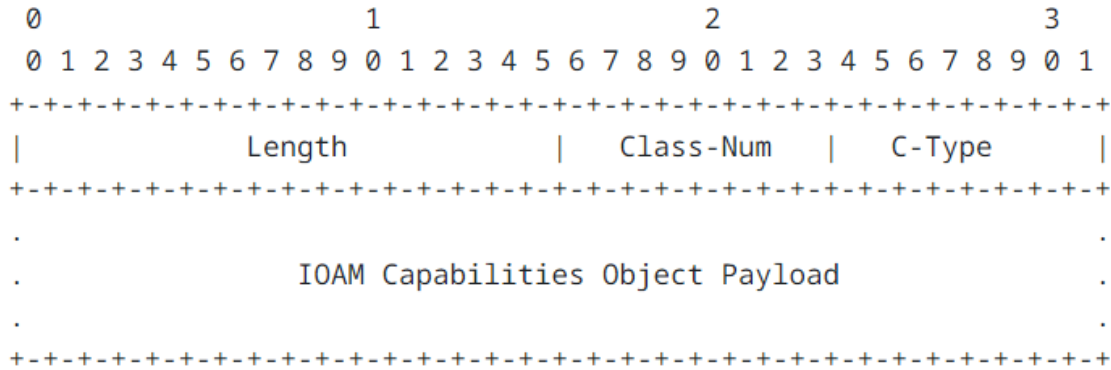 0                   1                   2                   3
 0 1 2 3 4 5 6 7 8 9 0 1 2 3 4 5 6 7 8 9 0 1 2 3 4 5 6 7 8 9 0 1
+-+-+-+-+-+-+-+-+-+-+-+-+-+-+-+-+-+-+-+-+-+-+-+-+-+-+-+-+-+-+-+-+
|             Length            |   Class-Num   |   C-Type      |
+-+-+-+-+-+-+-+-+-+-+-+-+-+-+-+-+-+-+-+-+-+-+-+-+-+-+-+-+-+-+-+-+
.                                                               .
.                IOAM Capabilities Object Payload               .
.                                                               .
+-+-+-+-+-+-+-+-+-+-+-+-+-+-+-+-+-+-+-+-+-+-+-+-+-+-+-+-+-+-+-+-+